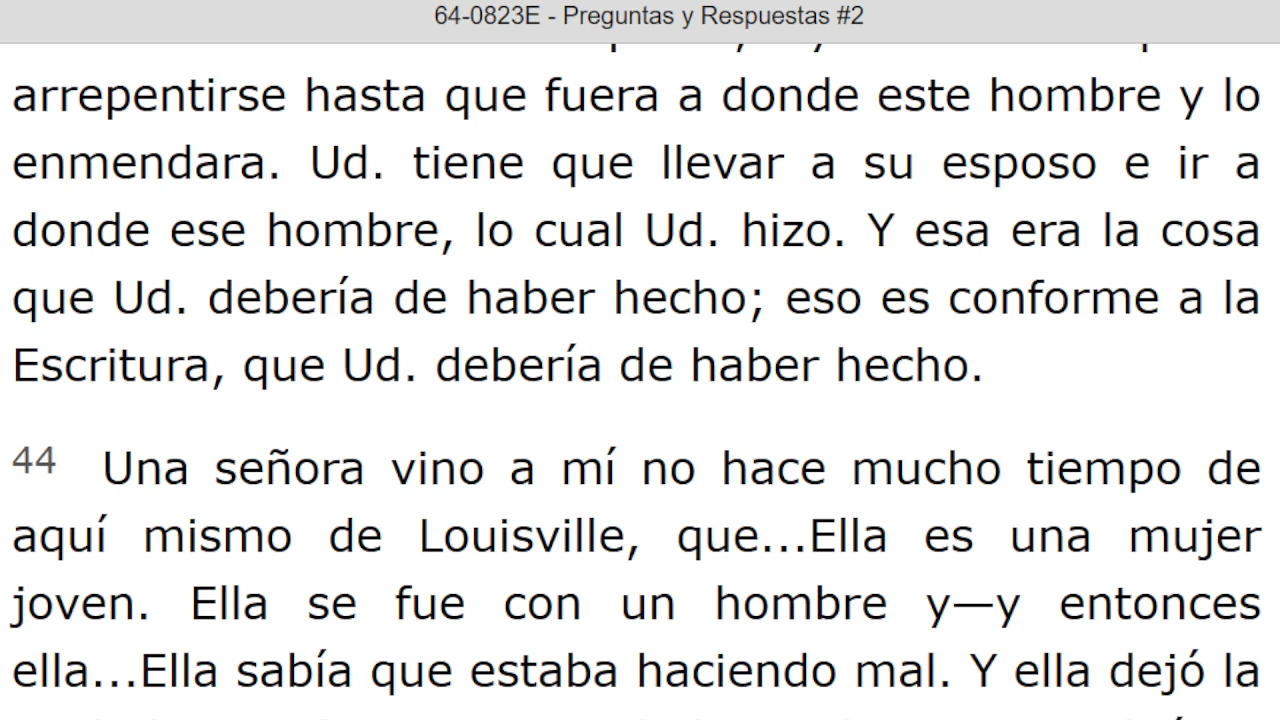 64-0823E - Preguntas y Respuestas #2
arrepentirse hasta que fuera a donde este hombre y lo
enmendara. Ud. tiene que llevar a su esposo e ir a
donde ese hombre, lo cual Ud. hizo. Y esa era la cosa
que Ud. debería de haber hecho; eso es conforme a la
Escritura, que Ud. debería de haber hecho.
44 Una señora vino a mí no hace mucho tiempo de
aquí mismo de Louisville, que...Ella es una mujer
joven. Ella se fue con un hombre y—y entonces
ella...Ella sabía que estaba haciendo mal. Y ella dejó la